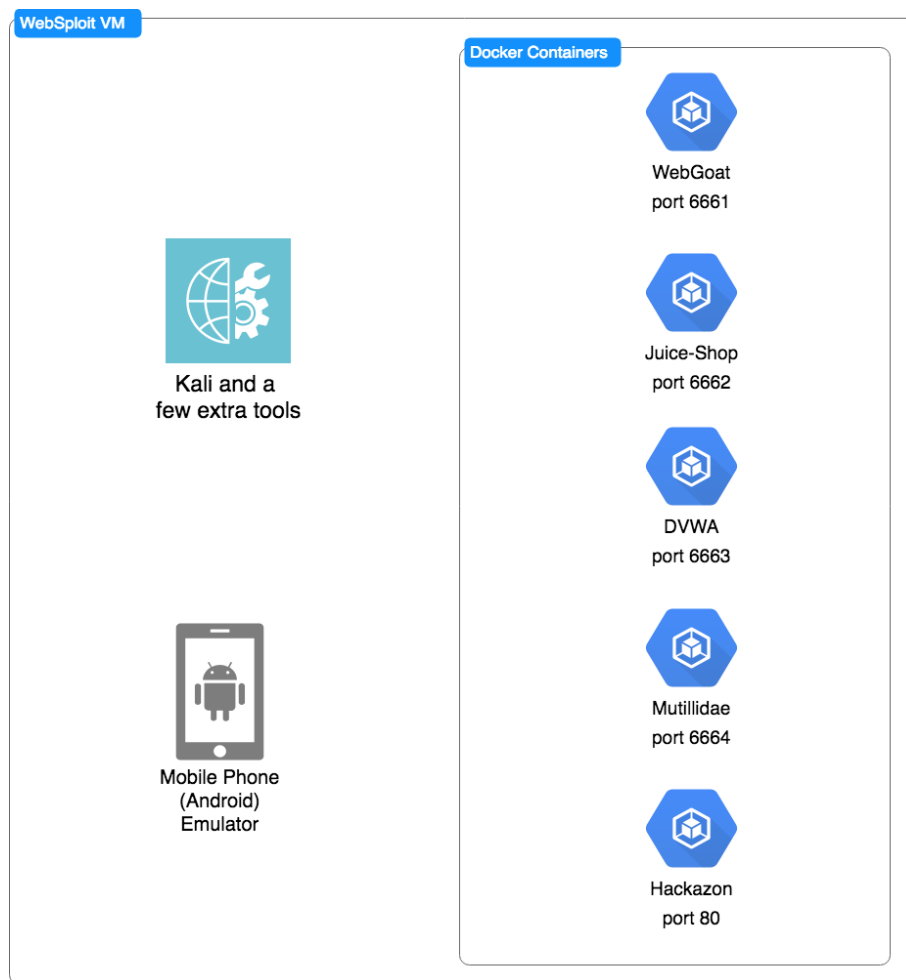 WebSploit VM
Docker Containers
WebGoat
port 6661
Kali and a
few extra tools
Juice-Shop
port 6662
DVWA
port 6663
Mobile Phone
(Android)
Emulator
Mutillidae
port 6664
Hackazon
port 80